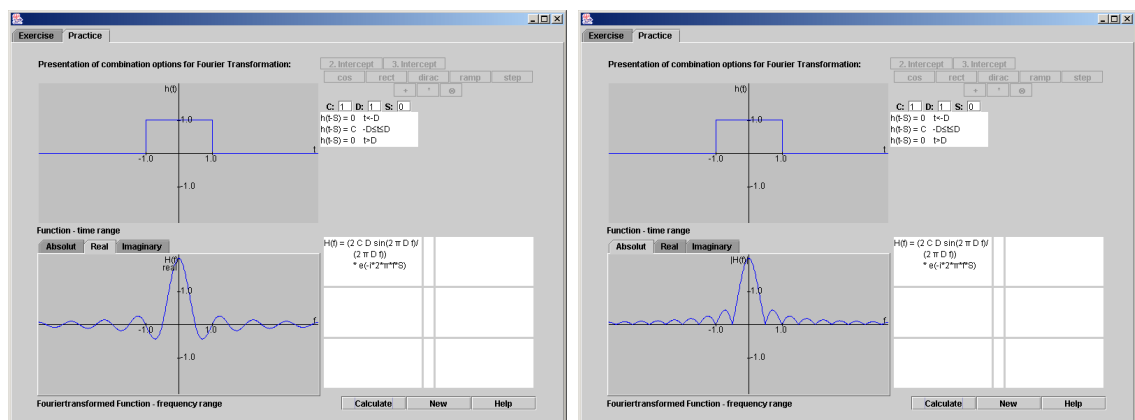 Exercise Practice
Presentation of combination options for Fourier Transformation:
2. Intercept 3. Intercept
cos rect dirac ramp step
+ * ⊗
h(t)
C: 1 D: 1 S: 0
h(t-S) = 0 t<-D
h(t-S) = C -D≤t≤D
h(t-S) = 0 t>D
1.0
t
-1.0 1.0
-1.0
Function - time range
Absolut Real Imaginary
H(f)
real
1.0
f
-1.0 1.0
-1.0
H(f) = (2 C D sin(2 π D f)/
(2 π D f))
* e(-i*2*π*f*S)
Fouriertransformed Function - frequency range
Calculate New Help
Exercise Practice
Presentation of combination options for Fourier Transformation:
2. Intercept 3. Intercept
cos rect dirac ramp step
+ * ⊗
h(t)
C: 1 D: 1 S: 0
h(t-S) = 0 t<-D
h(t-S) = C -D≤t≤D
h(t-S) = 0 t>D
1.0
t
-1.0 1.0
-1.0
Function - time range
Absolut Real Imaginary
|H(f)|
1.0
f
-1.0 1.0
-1.0
H(f) = (2 C D sin(2 π D f)/
(2 π D f))
* e(-i*2*π*f*S)
Fouriertransformed Function - frequency range
Calculate New Help